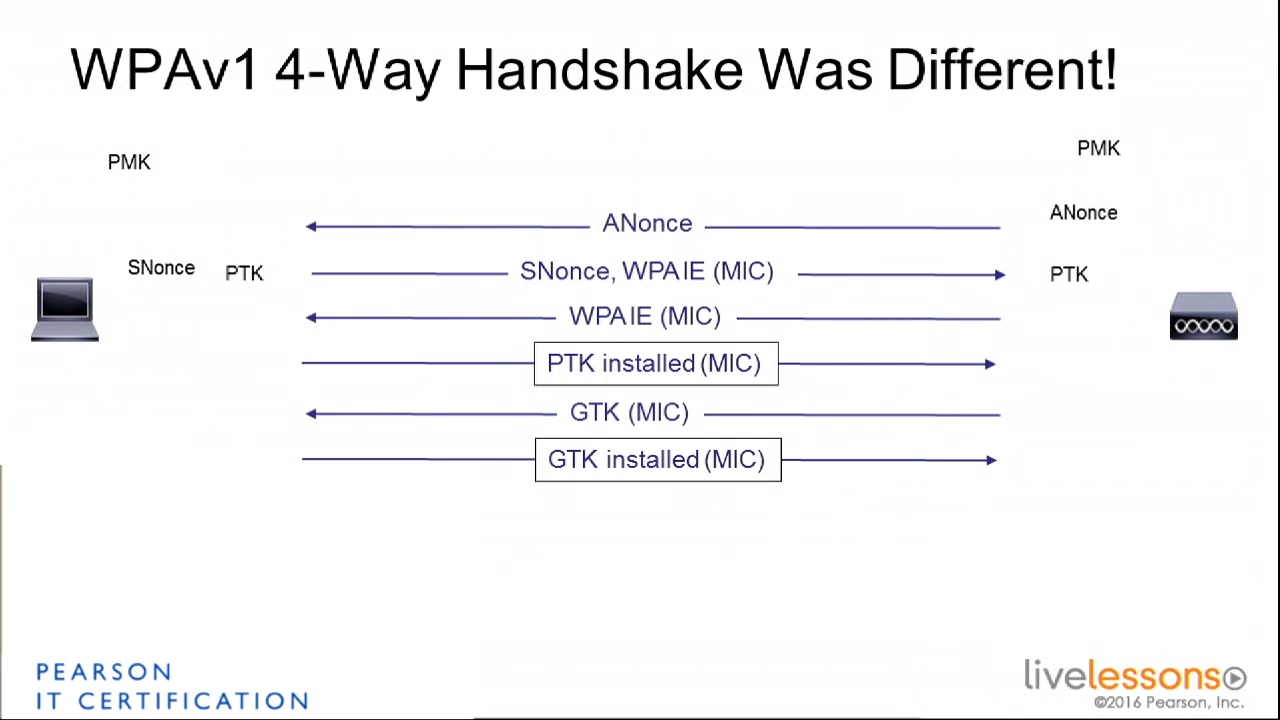 WPAv1 4-Way Handshake Was Different!
PMK
PMK
ANonce
ANonce
SNonce
PTK
SNonce, WPA IE (MIC)
PTK
WPA IE (MIC)
PTK installed (MIC)
GTK (MIC)
GTK installed (MIC)
PEARSON
IT CERTIFICATION
livelessons
©2016 Pearson, Inc.